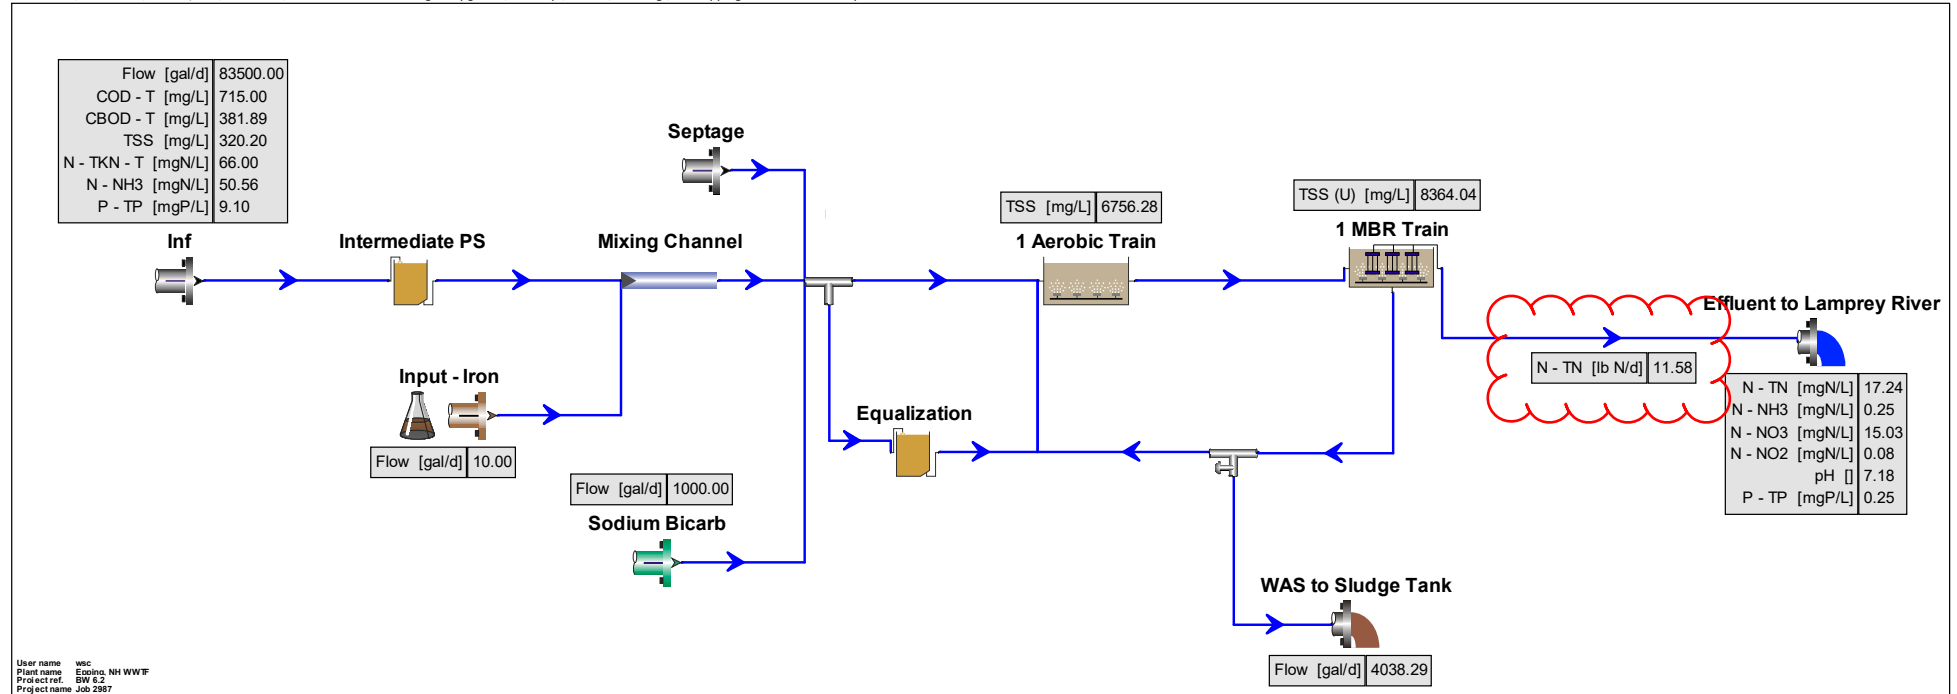 Flow [gal/d] 83500.00
COD - T [mg/L] 715.00
CBOD - T [mg/L] 381.89
TSS [mg/L] 320.20
N - TKN - T [mgN/L] 66.00
N - NH3 [mgN/L] 50.56
P - TP [mgP/L] 9.10
Inf
Intermediate PS
Mixing Channel
Septage
TSS [mg/L] 6756.28
1 Aerobic Train
TSS (U) [mg/L] 8364.04
1 MBR Train
Effluent to Lamprey River
N - TN [lb N/d] 11.58
N - TN [mgN/L] 17.24
N - NH3 [mgN/L] 0.25
N - NO3 [mgN/L] 15.03
N - NO2 [mgN/L] 0.08
pH [] 7.18
P - TP [mgP/L] 0.25
Input - Iron
Flow [gal/d] 10.00
Equalization
Flow [gal/d] 1000.00
Sodium Bicarb
WAS to Sludge Tank
Flow [gal/d] 4038.29
User name wsc
Plant name Epping, NH WWTF
Project ref. BW 6.2
Project name Job 2987